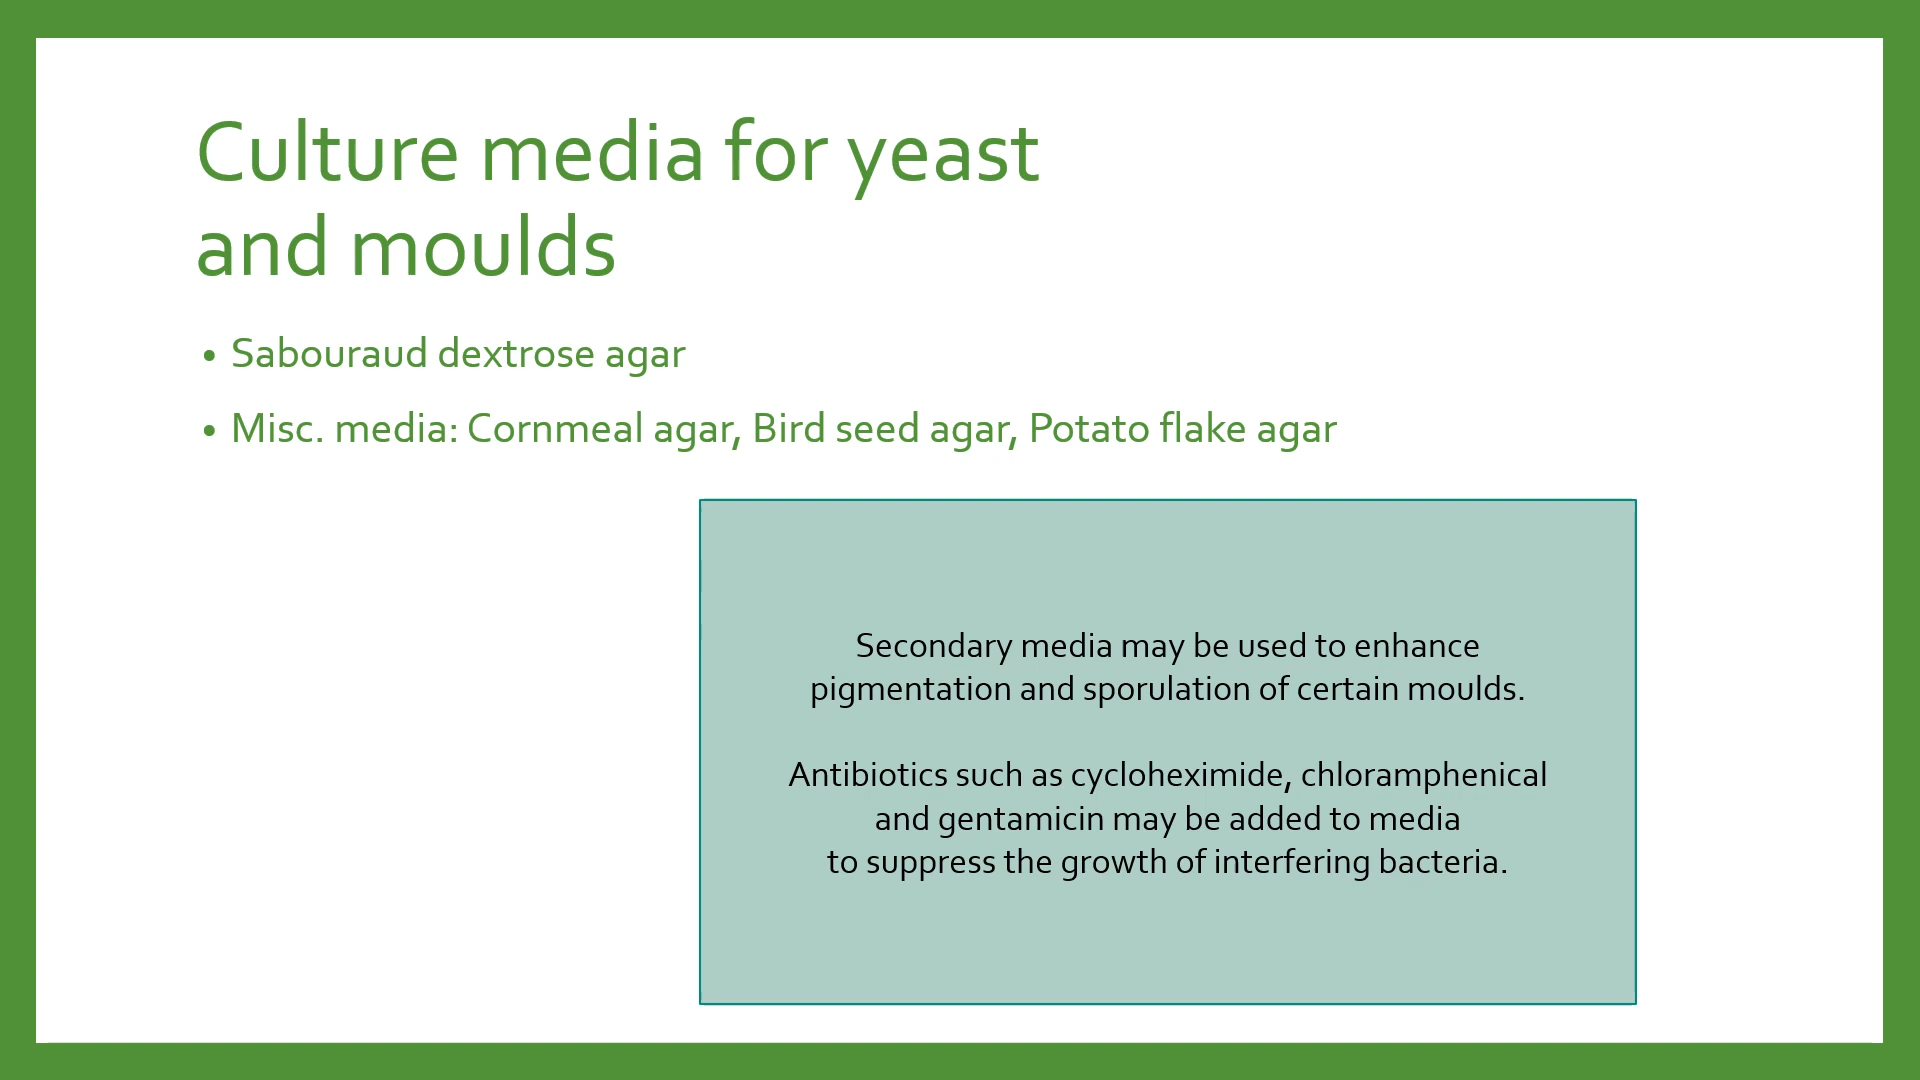 Culture media for yeast
and moulds
• Sabouraud dextrose agar
• Misc. media: Cornmeal agar, Bird seed agar, Potato flake agar
Secondary media may be used to enhance
pigmentation and sporulation of certain moulds.
Antibiotics such as cycloheximide, chloramphenical
and gentamicin may be added to media
to suppress the growth of interfering bacteria.